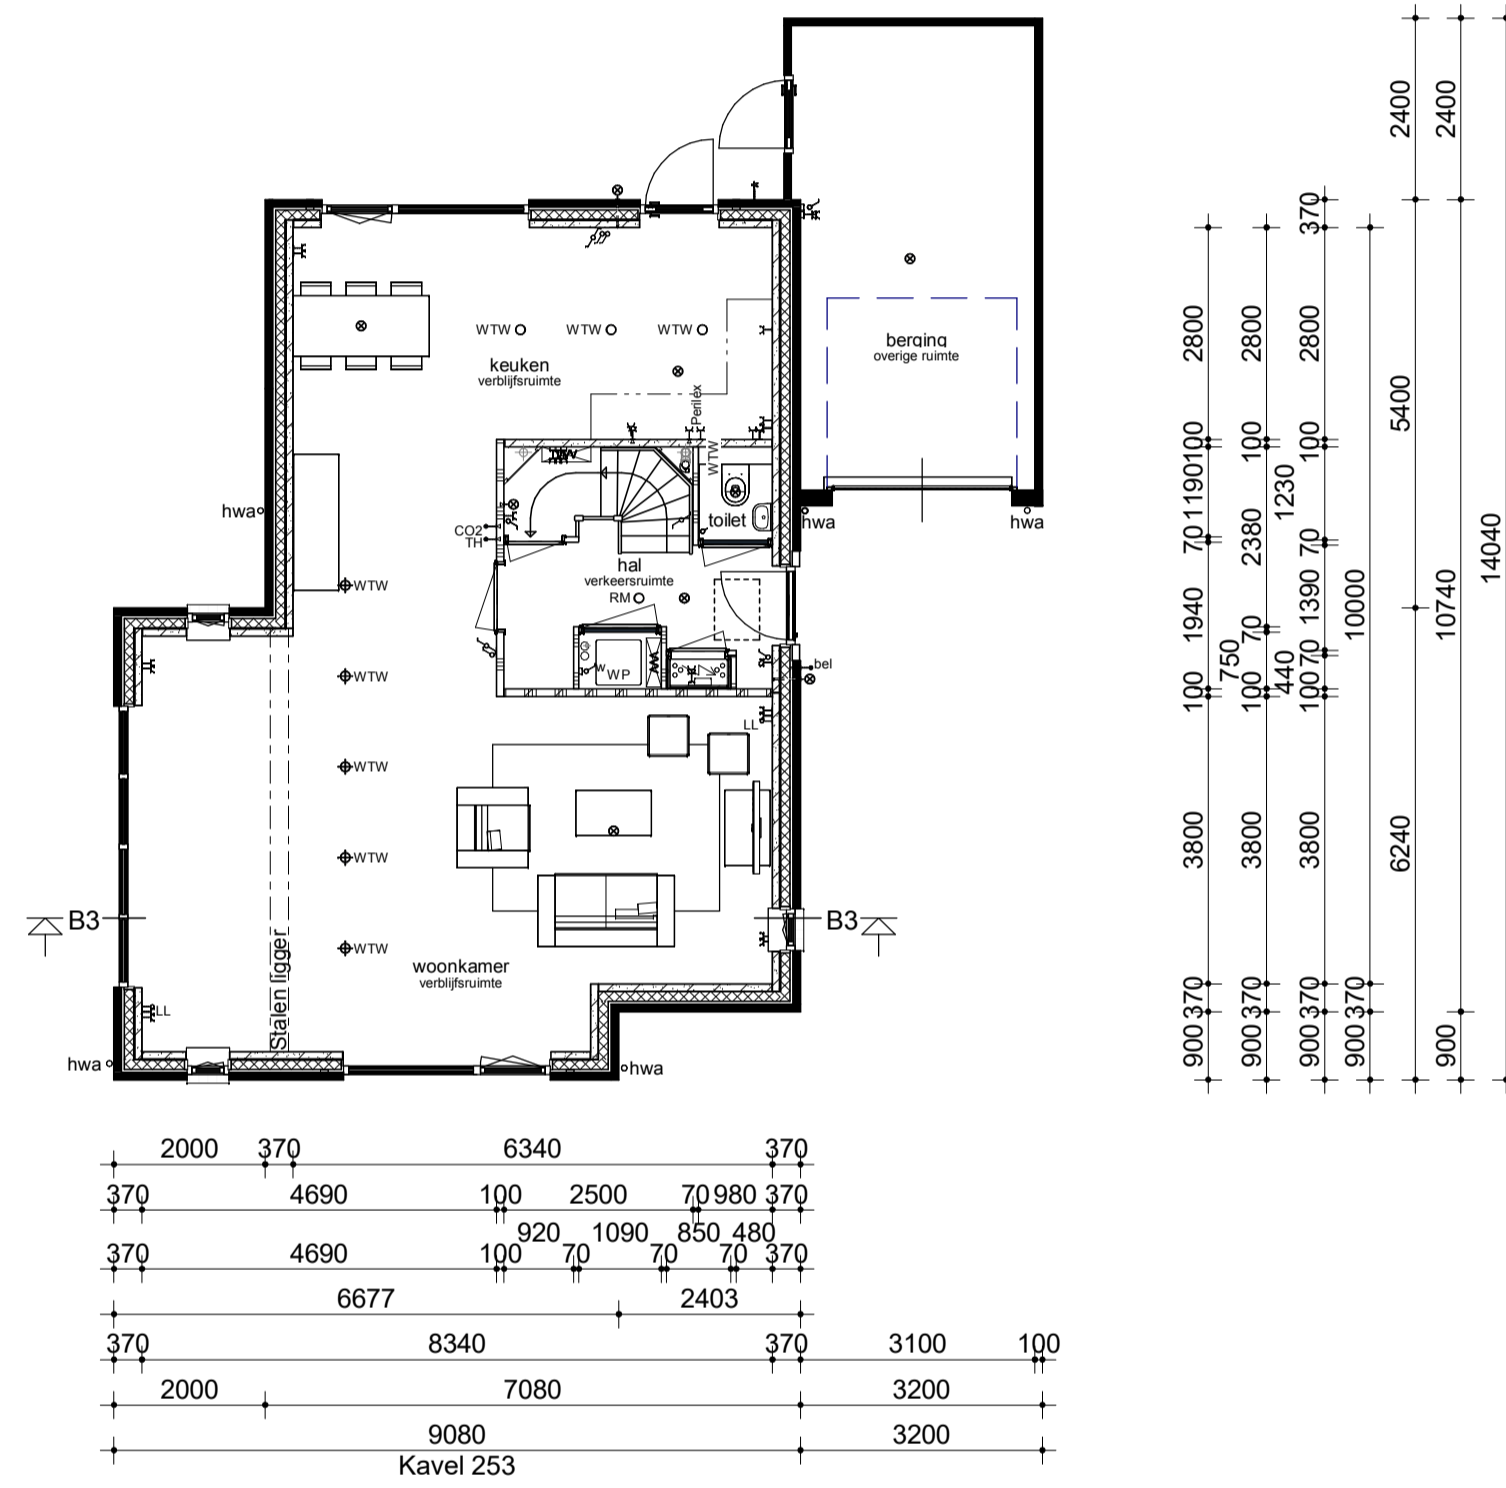 WTW WTW WTW
keuken
verblijfsruimte
Perilex
WTW
berging
overige ruimte
hwa
CO2
TH
toilet
hwa
hwa
hal
verkeersruimte
RM
WTW
W
WP
bel
WTW
LL
WTW
WTW
B3
B3
Stalen ligger
WTW
woonkamer
verblijfsruimte
LL
hwa
hwa
2000 370 6340 370
370 4690 100 2500 70 980 370
920 1090 850 480
370 4690 100 70 70 70 370
6677 2403
370 8340 370 3100 100
2000 7080 3200
9080 3200
Kavel 253
2800 100 1190 70 1940 100 3800 370 900
750
2800 100 2380 70 100 3800 370 900
1230 440
370 2800 100 70 1390 70 100 3800 370 900
10000 370 900
2400 5400 6240
2400 10740 900
14040